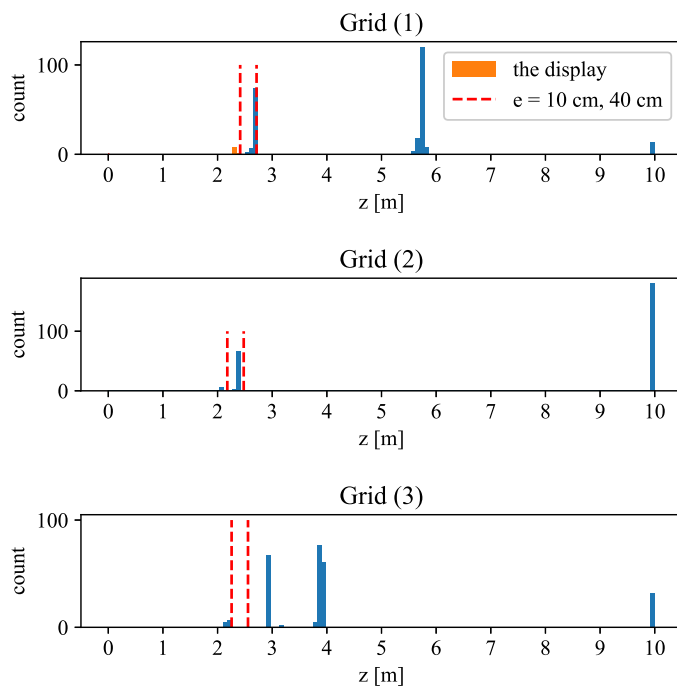 Grid (1)
100
0
count
the display
e = 10 cm, 40 cm
0 1 2 3 4 5 6 7 8 9 10
z [m]
Grid (2)
100
0
count
0 1 2 3 4 5 6 7 8 9 10
z [m]
Grid (3)
100
0
count
0 1 2 3 4 5 6 7 8 9 10
z [m]